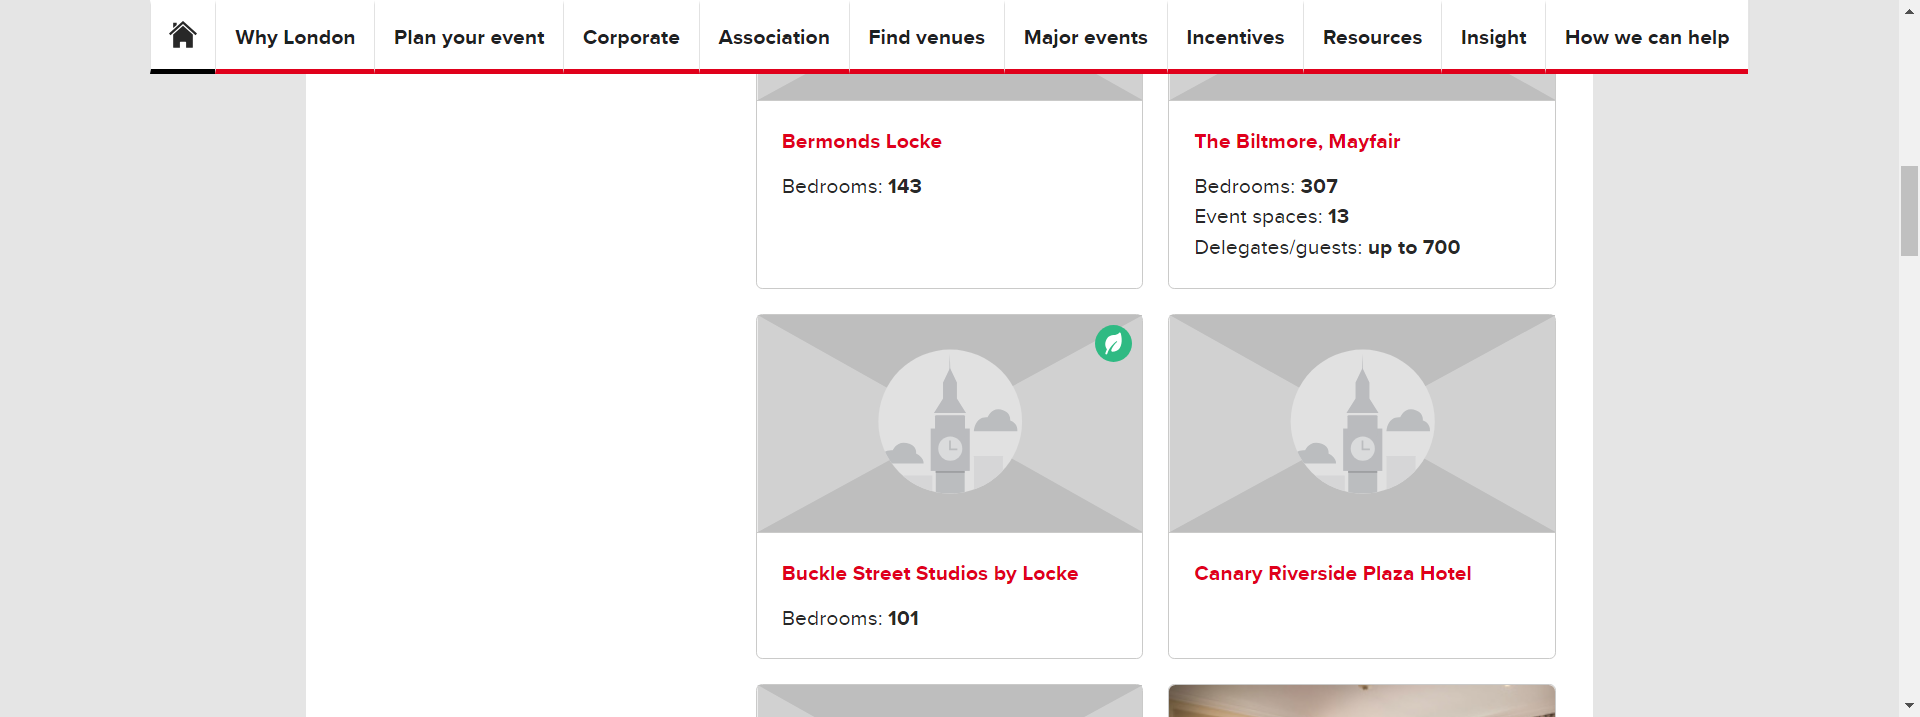 Why London
Plan your event
Corporate
Association
Find venues
Major events
Incentives
Resources
Insight
How we can help
Bermonds Locke
Bedrooms: 143
The Biltmore, Mayfair
Bedrooms: 307
Event spaces: 13
Delegates/guests: up to 700
Buckle Street Studios by Locke
Bedrooms: 101
Canary Riverside Plaza Hotel